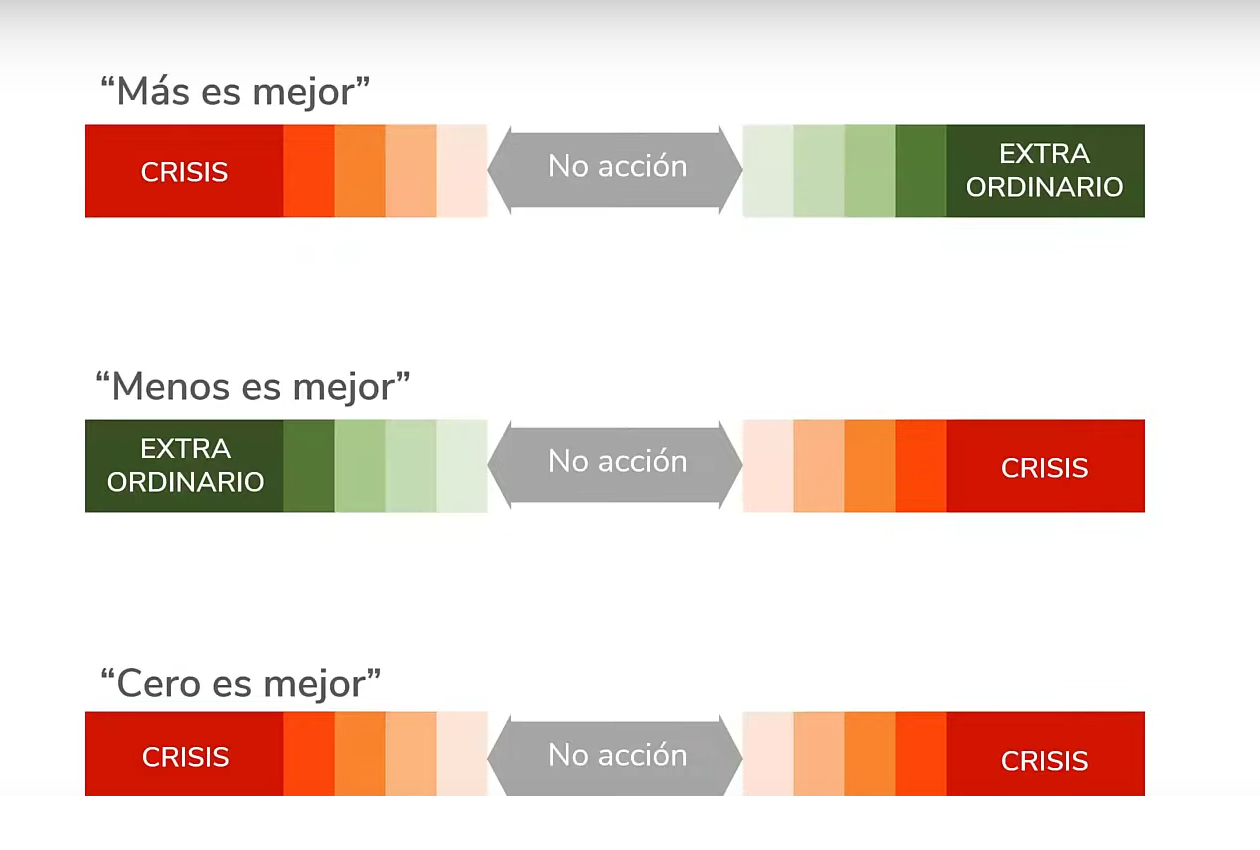 “Más es mejor”
CRISIS
No acción
EXTRA
ORDINARIO
“Menos es mejor”
EXTRA
ORDINARIO
No acción
CRISIS
“Cero es mejor”
CRISIS
No acción
CRISIS